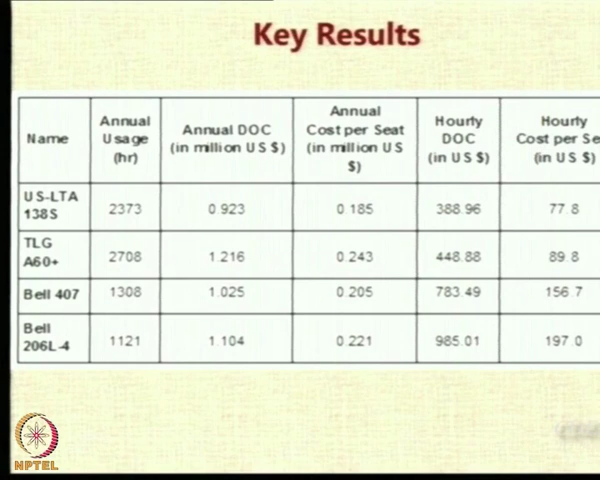 Key Results
Name | Annual Usage (hr) | Annual DOC (in million US $) | Annual Cost per Seat (in million US $) | Hourly DOC (in US $) | Hourly Cost per Se (in US $)
US-LTA 138S | 2373 | 0.923 | 0.185 | 388.96 | 77.8
TLG A60+ | 2708 | 1.216 | 0.243 | 448.88 | 89.8
Bell 407 | 1308 | 1.025 | 0.205 | 783.49 | 156.7
Bell 206L-4 | 1121 | 1.104 | 0.221 | 985.01 | 197.0
NPTEL